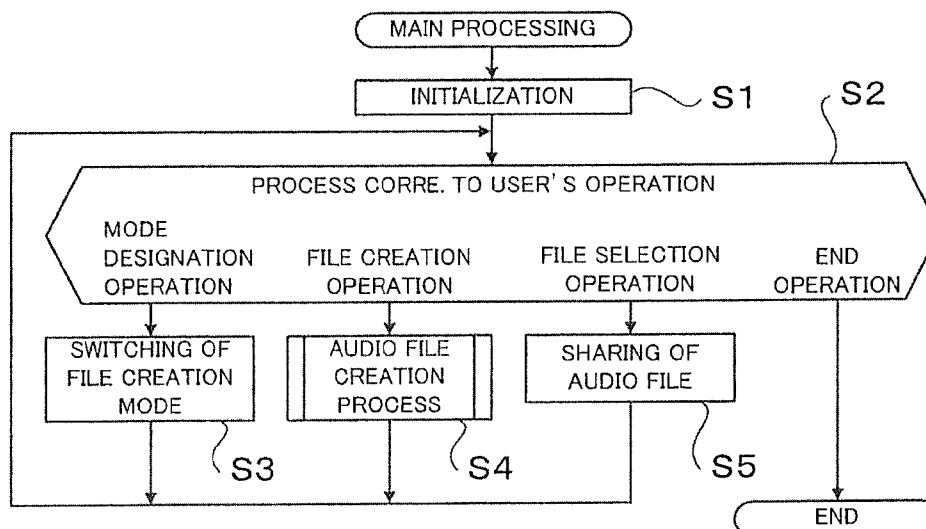 MAIN PROCESSING
INITIALIZATION
S1
S2
PROCESS CORRE. TO USER'S OPERATION
MODE
DESIGNATION
OPERATION
FILE CREATION
OPERATION
FILE SELECTION
OPERATION
END
OPERATION
SWITCHING OF
FILE CREATION
MODE
AUDIO FILE
CREATION
PROCESS
SHARING OF
AUDIO FILE
S3
S4
S5
END